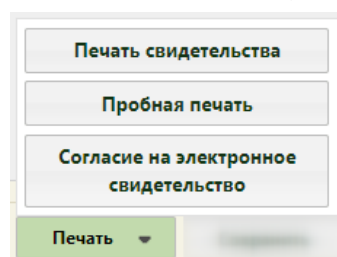 Печать свидетельства
Пробная печать
Согласие на электронное
свидетельство
Печать